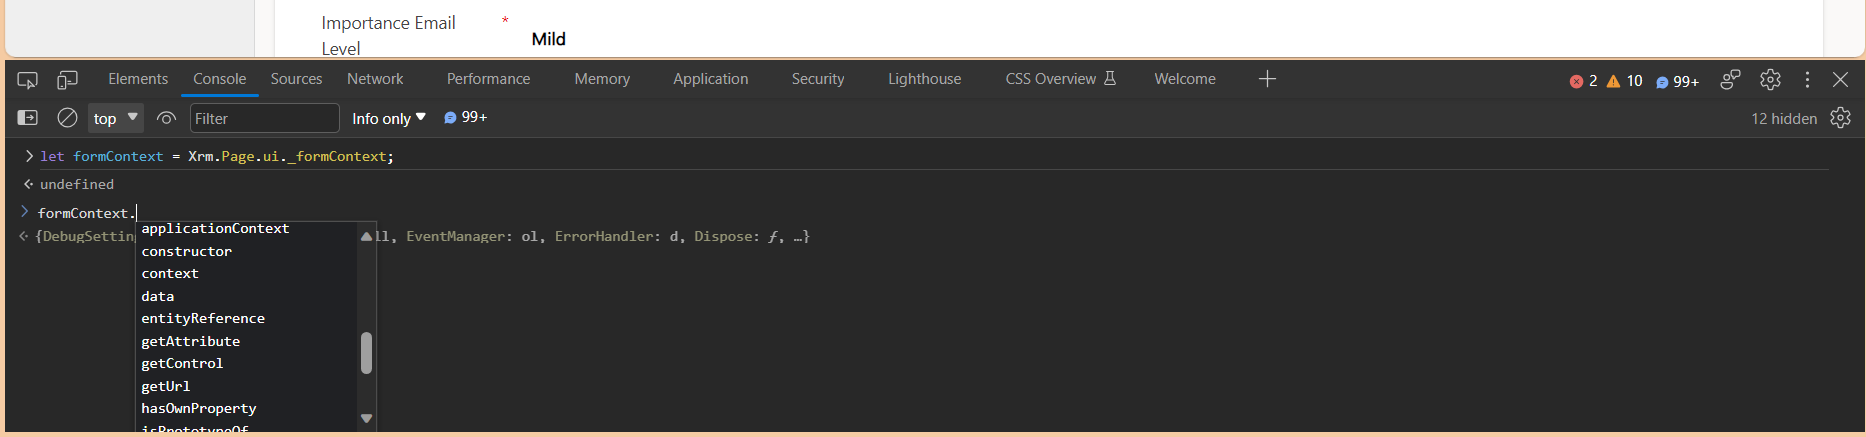 Importance Email *
Level
Mild
Elements Console Sources Network Performance Memory Application Security Lighthouse CSS Overview Welcome 2 10 99+
top Filter Info only 99+ 12 hidden
let formContext = Xrm.Page.ui._formContext;
undefined
formContext.
applicationContext
{DebugSettin ll, EventManager: ol, ErrorHandler: d, Dispose: ƒ, …}
constructor
context
data
entityReference
getAttribute
getControl
getUrl
hasOwnProperty
isPrototypeOf